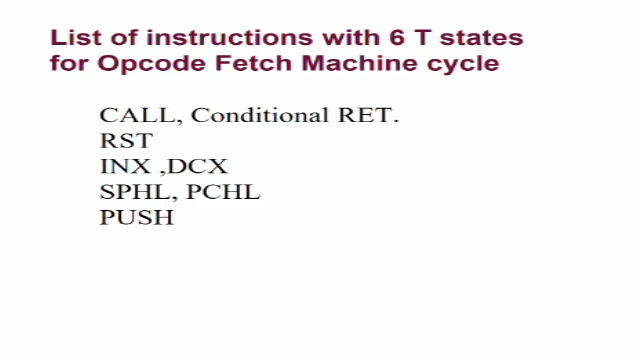 List of instructions with 6 T states
for Opcode Fetch Machine cycle
CALL, Conditional RET.
RST
INX ,DCX
SPHL, PCHL
PUSH